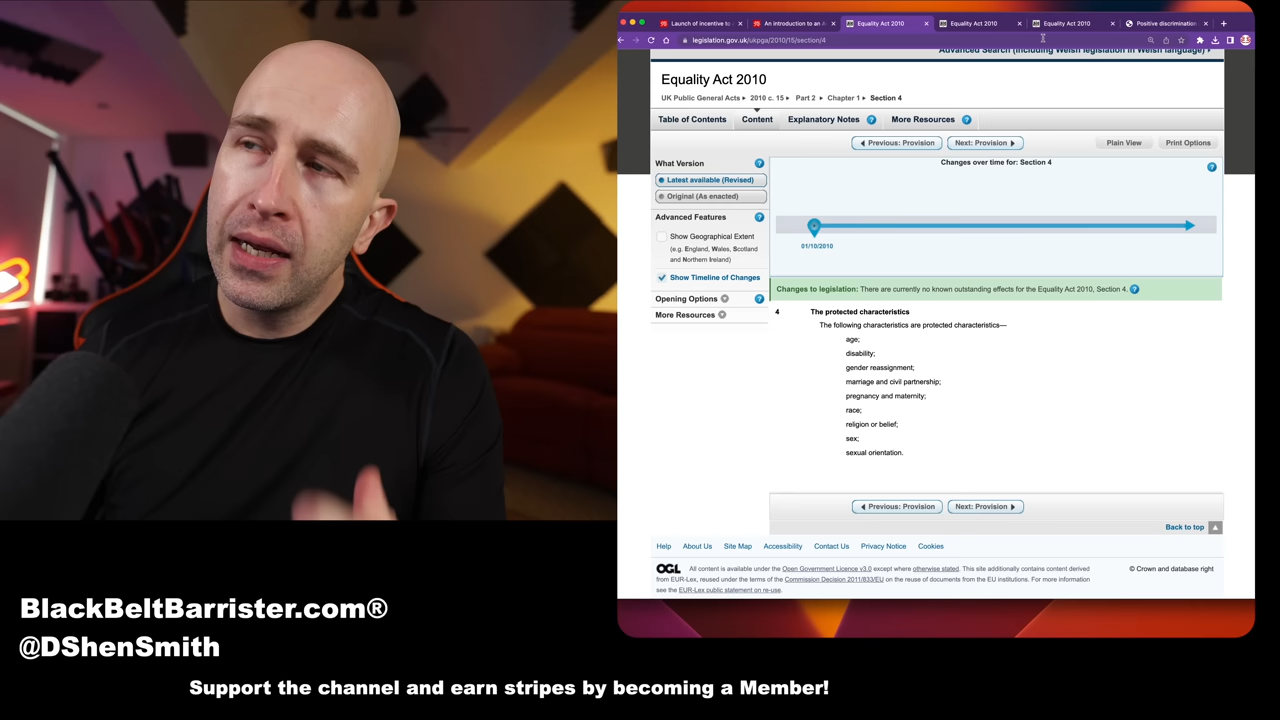 Launch of incentive to
An introduction to an A
Equality Act 2010
Equality Act 2010
Equality Act 2010
Positive discrimination
legislation.gov.uk/ukpga/2010/15/section/4
Advanced Search (including Welsh legislation in Welsh language)
Equality Act 2010
UK Public General Acts ▸ 2010 c. 15 ▸ Part 2 ▸ Chapter 1 ▸ Section 4
Table of Contents Content Explanatory Notes ? More Resources ?
Previous: Provision Next: Provision Plain View Print Options
What Version ?
Latest available (Revised)
Original (As enacted)
Advanced Features ?
Show Geographical Extent
(e.g. England, Wales, Scotland
and Northern Ireland)
Show Timeline of Changes
Opening Options ?
More Resources
Changes over time for: Section 4 ?
01/10/2010
Changes to legislation: There are currently no known outstanding effects for the Equality Act 2010, Section 4. ?
4 The protected characteristics
The following characteristics are protected characteristics—
age;
disability;
gender reassignment;
marriage and civil partnership;
pregnancy and maternity;
race;
religion or belief;
sex;
sexual orientation.
Previous: Provision Next: Provision
Back to top
Help About Us Site Map Accessibility Contact Us Privacy Notice Cookies
OGL All content is available under the Open Government Licence v3.0 except where otherwise stated. This site additionally contains content derived
from EUR-Lex, reused under the terms of the Commission Decision 2011/833/EU on the reuse of documents from the EU institutions. For more information
see the EUR-Lex public statement on re-use.
© Crown and database right
BlackBeltBarrister.com®
@DShenSmith
Support the channel and earn stripes by becoming a Member!